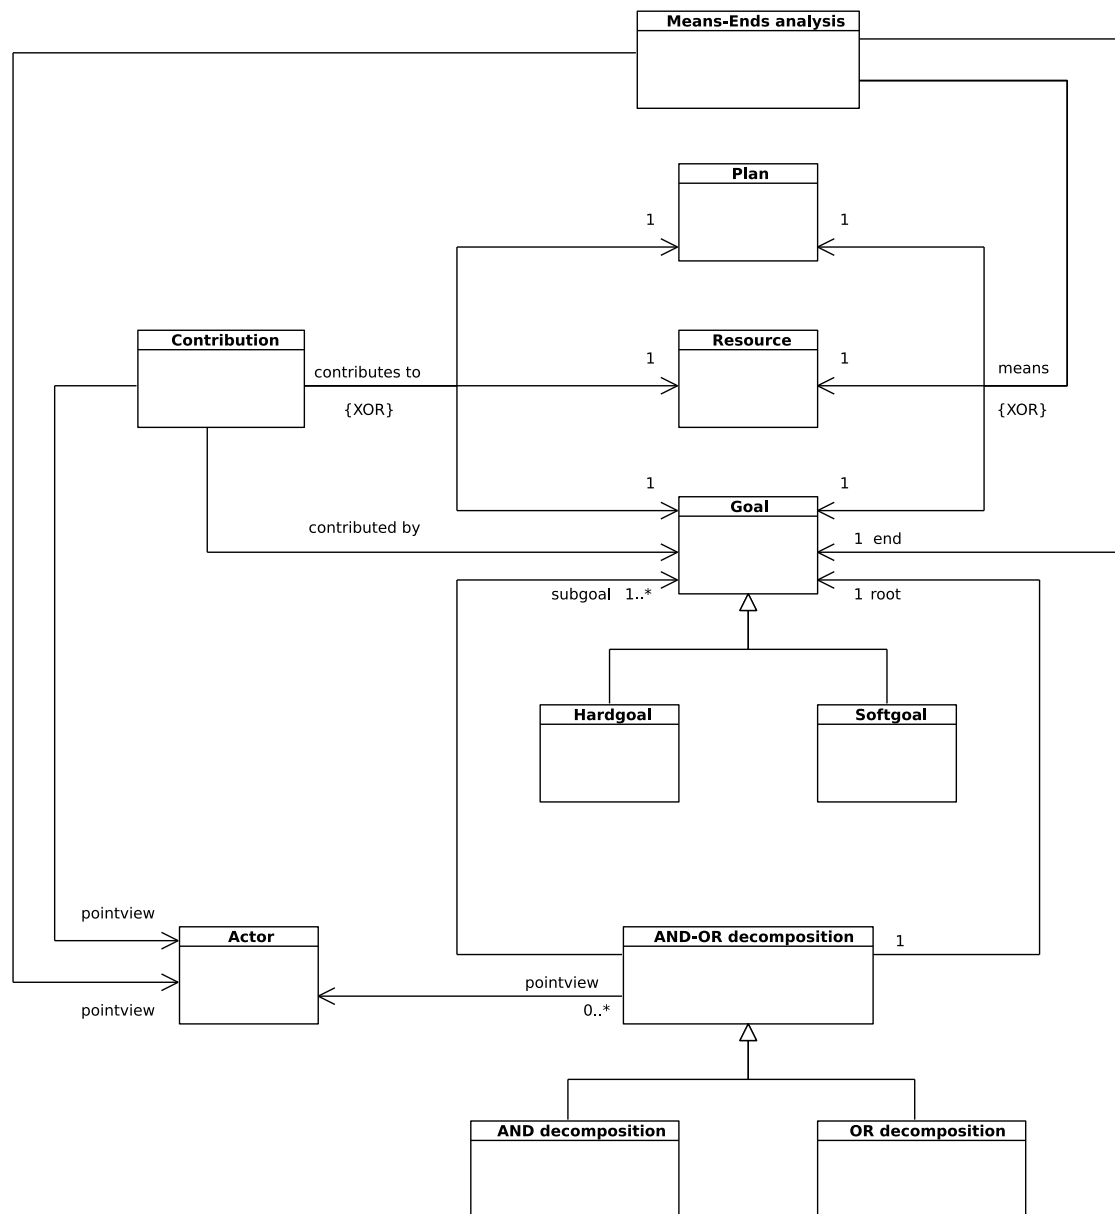 Means-Ends analysis
Plan
1 1
Contribution
Resource
contributes to
1 1
means
{XOR}
{XOR}
1 1
Goal
contributed by
1 end
subgoal 1..*
1 root
Hardgoal
Softgoal
pointview
Actor
AND-OR decomposition
1
pointview
pointview
0..*
AND decomposition
OR decomposition